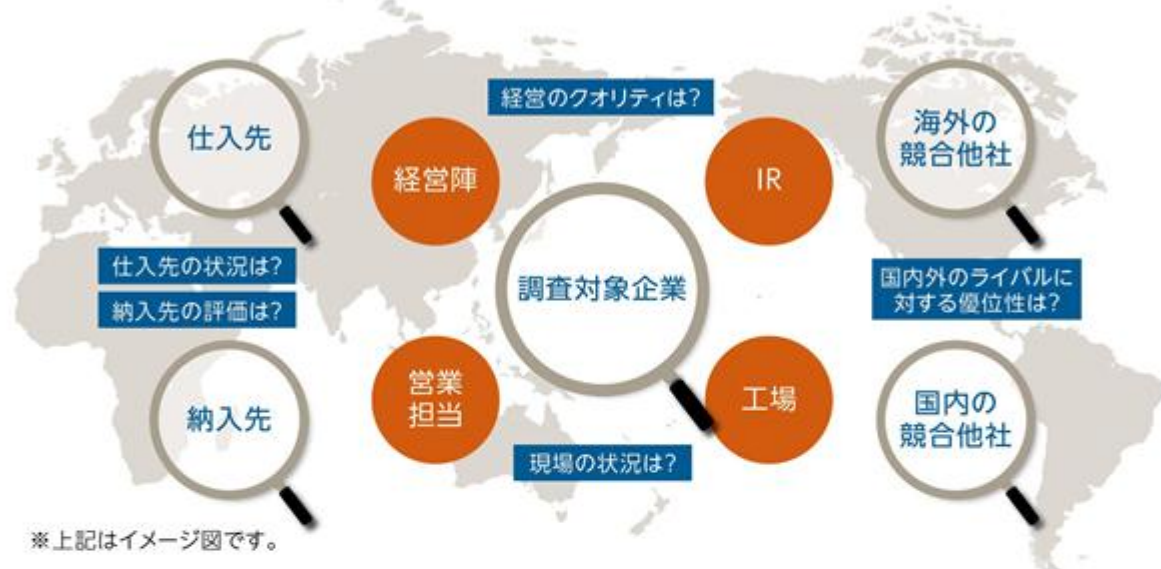 経営のクオリティは?
仕入先
経営陣
IR
海外の
競合他社
調査対象企業
仕入先の状況は?
納入先の評価は?
国内外のライバルに
対する優位性は?
納入先
営業
担当
工場
国内の
競合他社
現場の状況は?
※上記はイメージ図です。